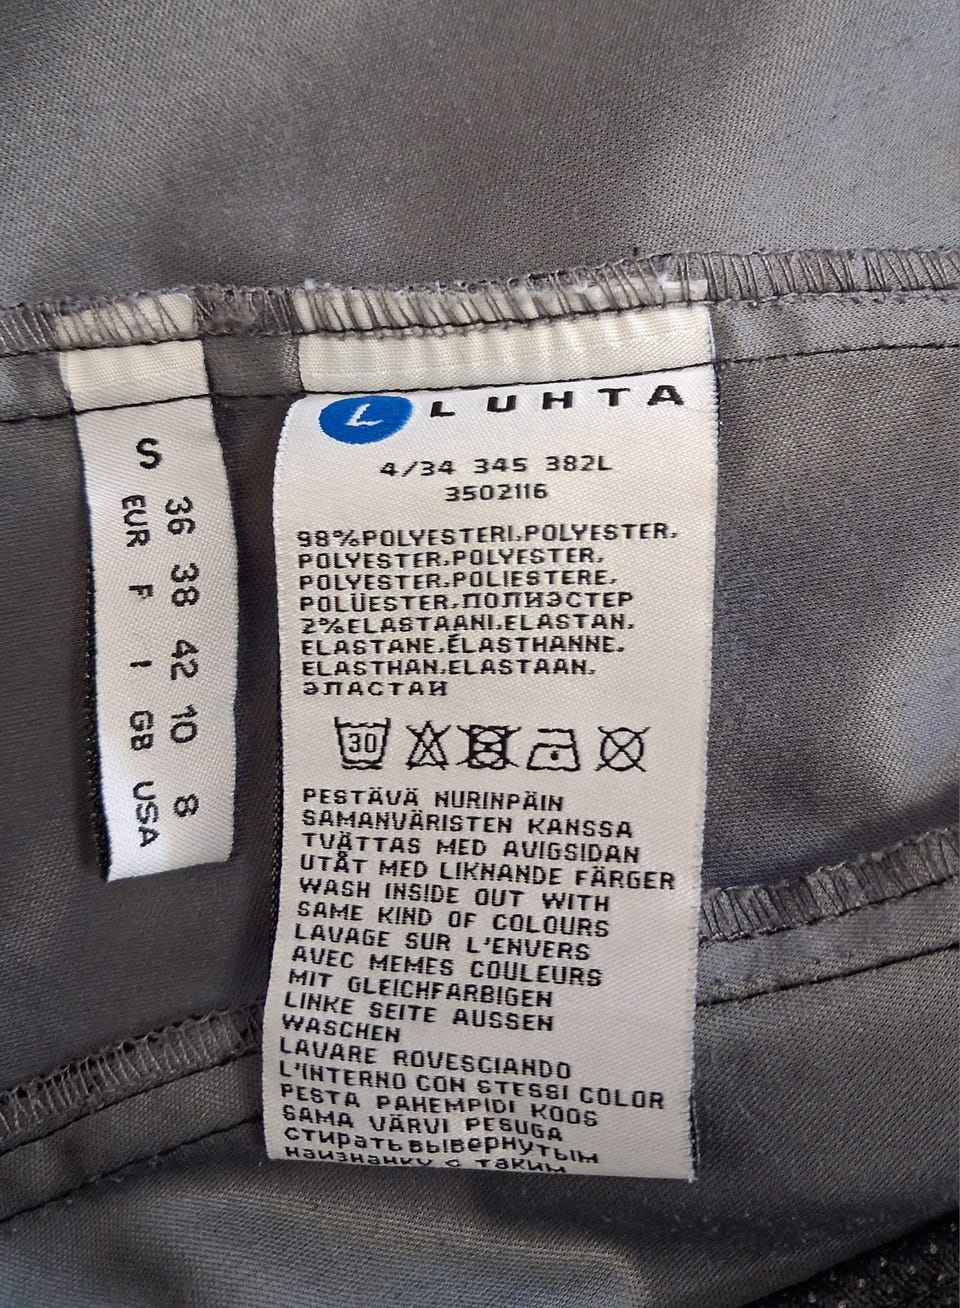 S
36 38 42 10 8
EUR F I GB USA
L LUHTA
4/34 345 382L
3502116
98%POLYESTERI.POLYESTER.
POLYESTER.POLYESTER.
POLYESTER.POLIESTERE.
POLÜESTER.ПОЛИЭСТЕР
2%ELASTAANI.ELASTAN.
ELASTANE.ÉLASTHANNE.
ELASTHAN.ELASTAAN.
ЭЛАСТАН
30
PESTÄVÄ NURINPÄIN
SAMANVÄRISTEN KANSSA
TVÄTTAS MED AVIGSIDAN
UTÅT MED LIKNANDE FÄRGER
WASH INSIDE OUT WITH
SAME KIND OF COLOURS
LAVAGE SUR L'ENVERS
AVEC MEMES COULEURS
MIT GLEICHFARBIGEN
LINKE SEITE AUSSEN
WASCHEN
LAVARE ROVESCIANDO
L'INTERNO CON STESSI COLOR
PESTA PAHEMPIDI KOOS
SAMA VÄRVI PESUGA
стирать вывернутым
наизнанку с таким